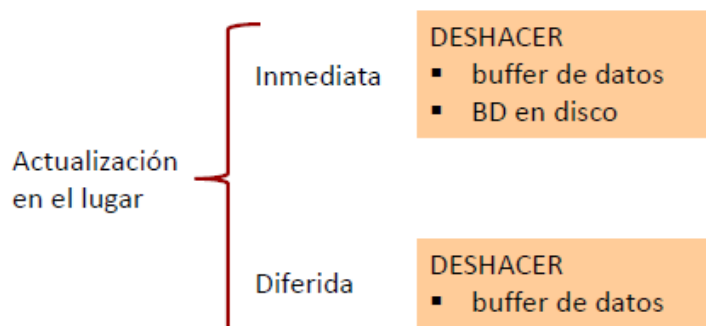 Actualización
en el lugar
Inmediata
DESHACER
▪ buffer de datos
▪ BD en disco
Diferida
DESHACER
▪ buffer de datos